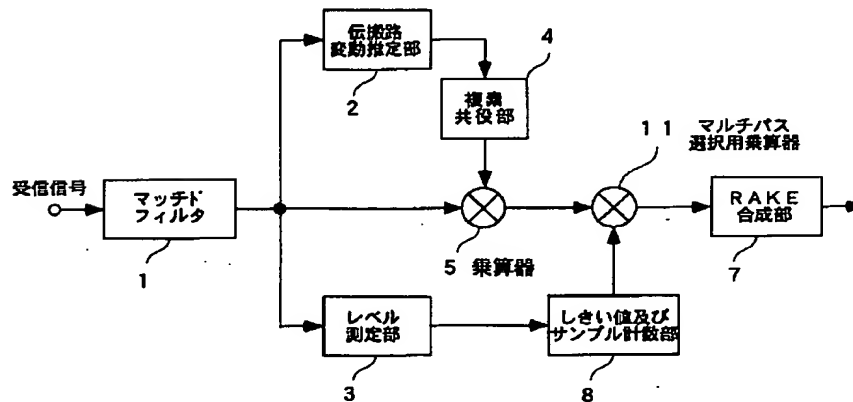 伝搬路
変動推定部
2
4
複素
共役部
11 マルチパス
選択用乗算器
受信信号
マッチド
フィルタ
1
5 乗算器
RAKE
合成部
7
レベル
測定部
3
しきい値及び
サンプル計数部
8